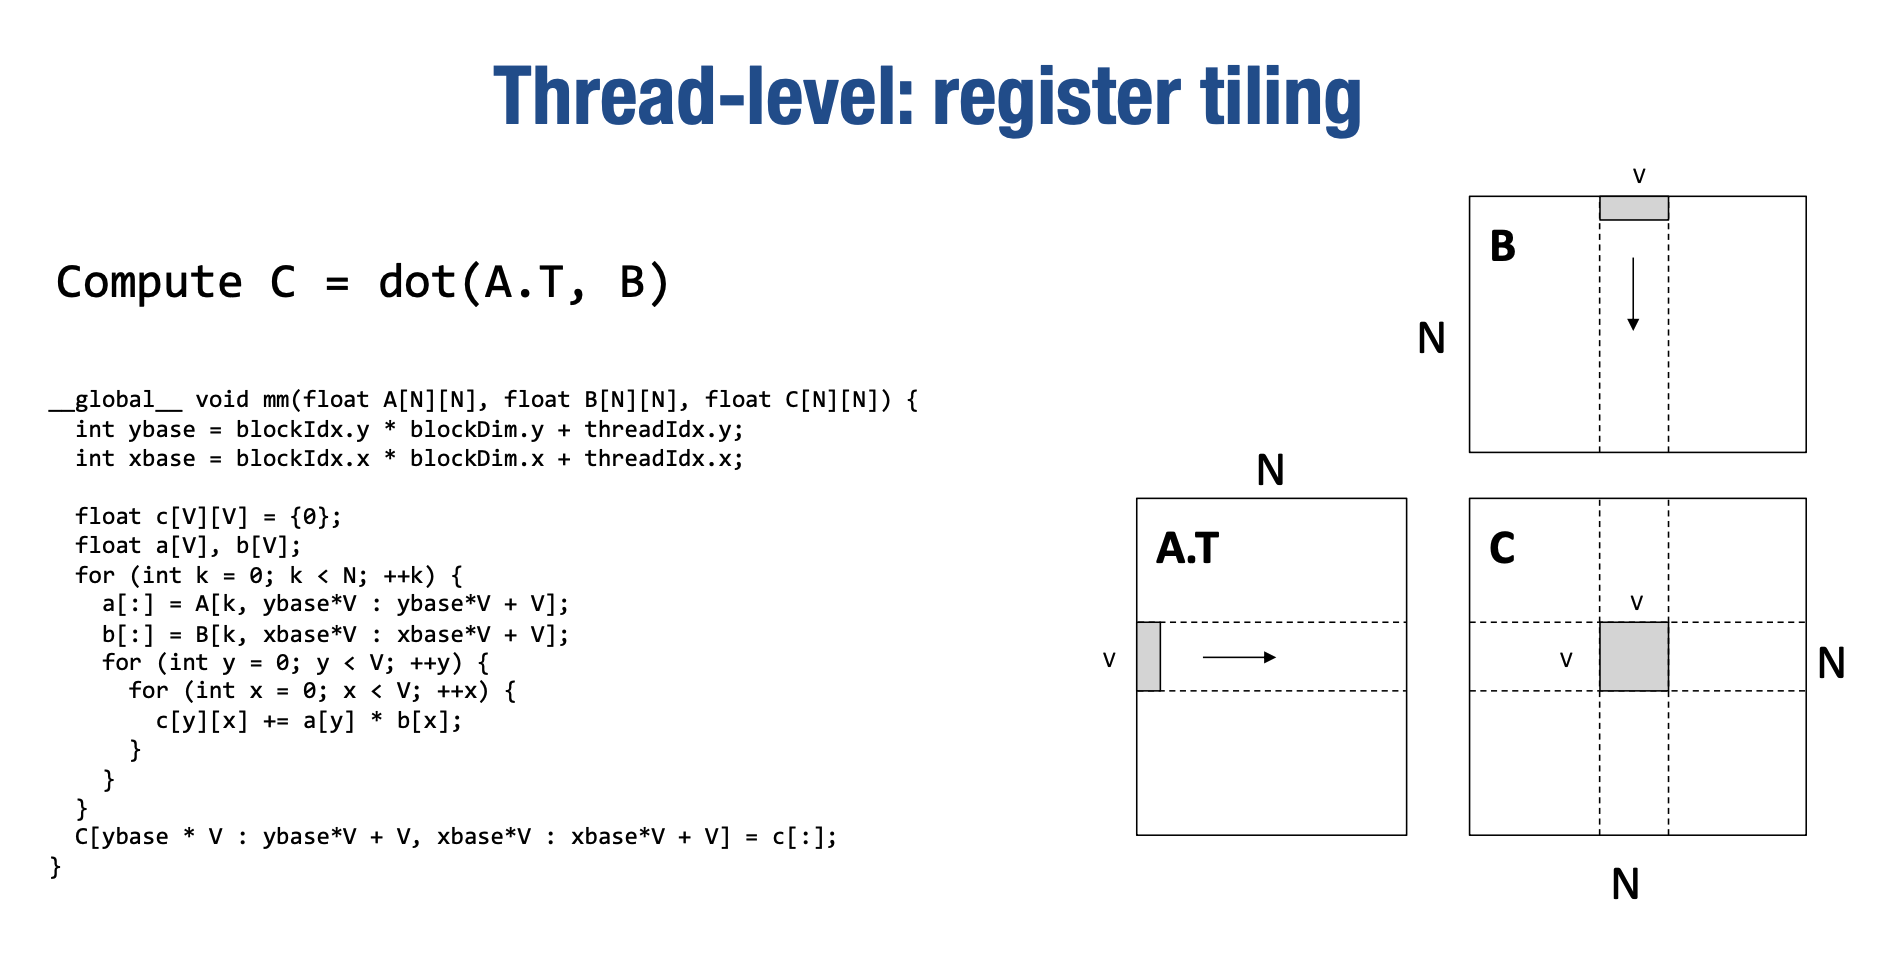 Thread-level: register tiling
Compute C = dot(A.T, B)
__global__ void mm(float A[N][N], float B[N][N], float C[N][N]) {
  int ybase = blockIdx.y * blockDim.y + threadIdx.y;
  int xbase = blockIdx.x * blockDim.x + threadIdx.x;

  float c[V][V] = {0};
  float a[V], b[V];
  for (int k = 0; k < N; ++k) {
    a[:] = A[k, ybase*V : ybase*V + V];
    b[:] = B[k, xbase*V : xbase*V + V];
    for (int y = 0; y < V; ++y) {
      for (int x = 0; x < V; ++x) {
        c[y][x] += a[y] * b[x];
      }
    }
  }
  C[ybase * V : ybase*V + V, xbase*V : xbase*V + V] = c[:];
}
V
B
N
N
A.T
V
C
V
V
N
N